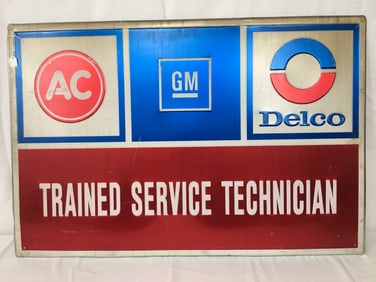 AC
GM
Delco
TRAINED SERVICE TECHNICIAN